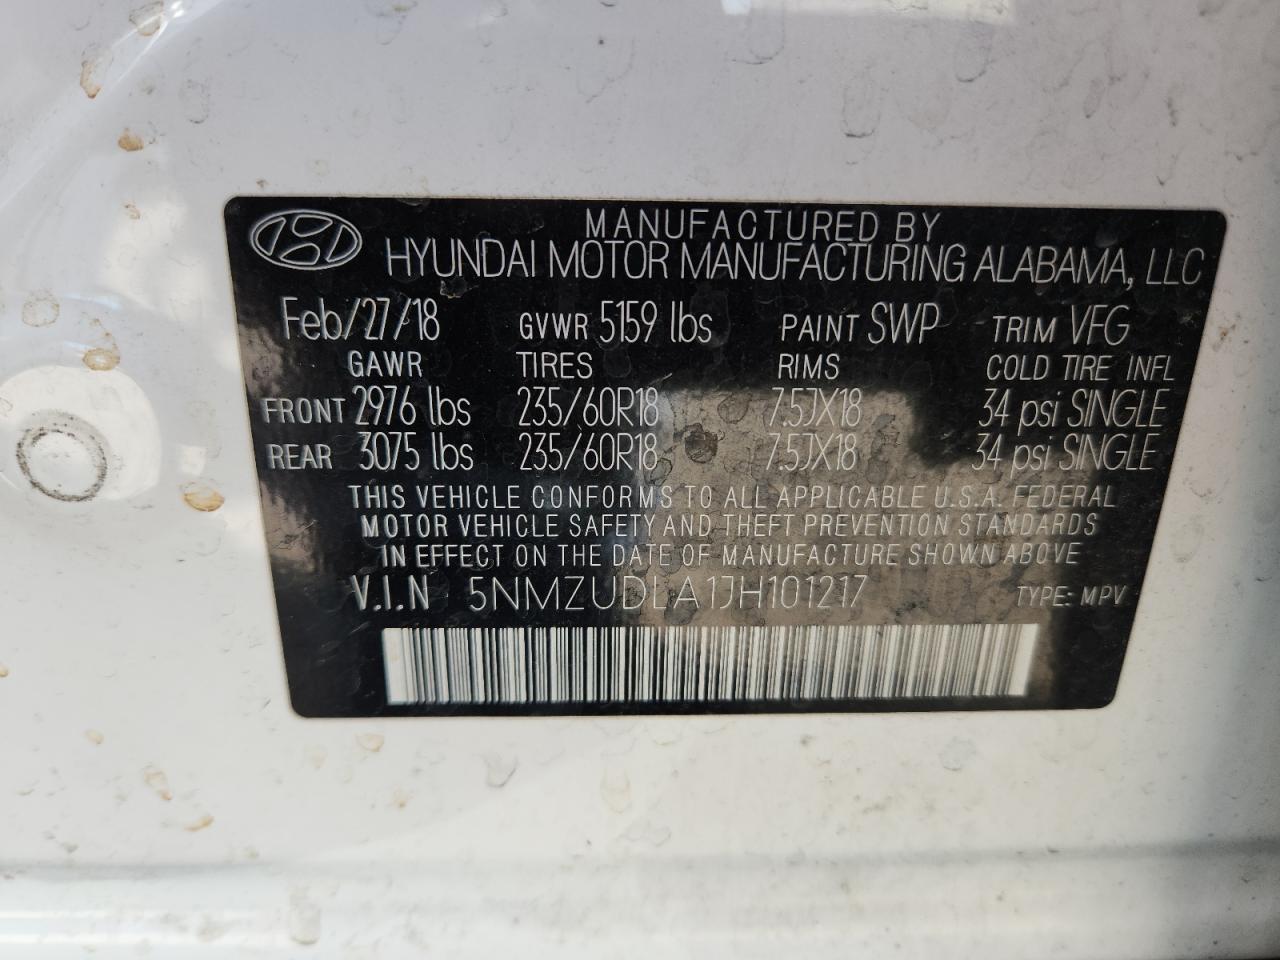 MANUFACTURED BY
HYUNDAI MOTOR MANUFACTURING ALABAMA, LLC
Feb/27/18 GVWR 5159 lbs PAINT SWP TRIM VFG
GAWR TIRES RIMS COLD TIRE INFL
FRONT 2976 lbs 235/60R18 7.5JX18 34 psi SINGLE
REAR 3075 lbs 235/60R18 7.5JX18 34 psi SINGLE
THIS VEHICLE CONFORMS TO ALL APPLICABLE U.S.A. FEDERAL
MOTOR VEHICLE SAFETY AND THEFT PREVENTION STANDARDS
IN EFFECT ON THE DATE OF MANUFACTURE SHOWN ABOVE
V.I.N 5NMZUDLA1JH101217 TYPE: MPV